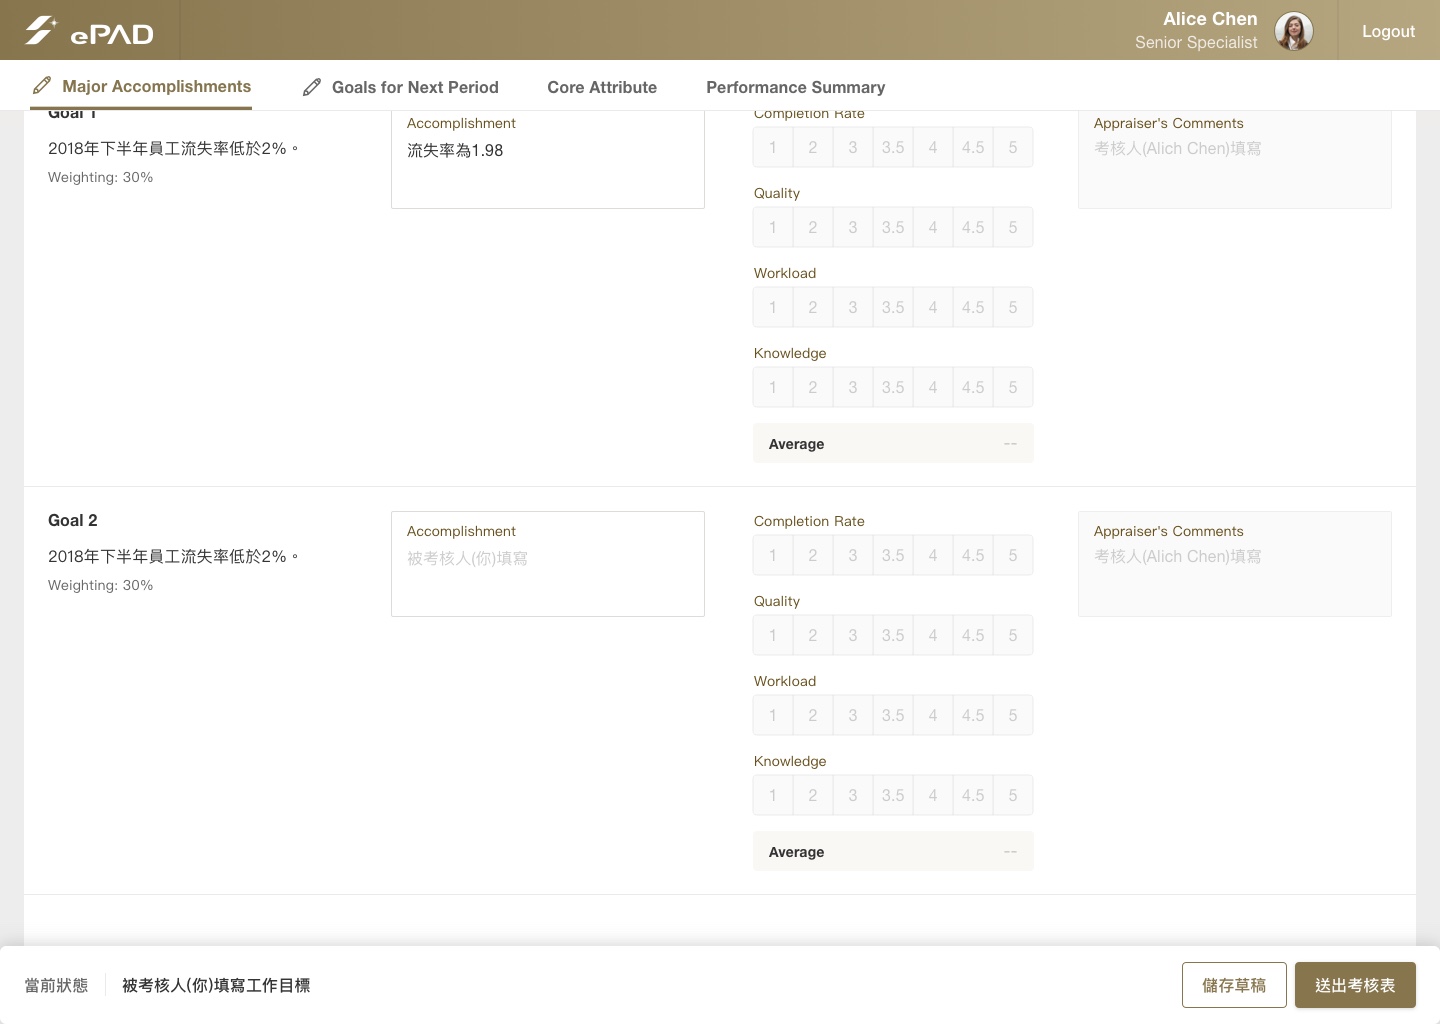 ePAD
Alice Chen
Senior Specialist
Logout
Major Accomplishments
Goals for Next Period
Core Attribute
Performance Summary
Goal 1
2018年下半年員工流失率低於2%。
Weighting: 30%
Accomplishment
流失率為1.98
Completion Rate
1 2 3 3.5 4 4.5 5
Quality
1 2 3 3.5 4 4.5 5
Workload
1 2 3 3.5 4 4.5 5
Knowledge
1 2 3 3.5 4 4.5 5
Average --
Appraiser's Comments
考核人(Alich Chen)填寫
Goal 2
2018年下半年員工流失率低於2%。
Weighting: 30%
Accomplishment
被考核人(你)填寫
Completion Rate
1 2 3 3.5 4 4.5 5
Quality
1 2 3 3.5 4 4.5 5
Workload
1 2 3 3.5 4 4.5 5
Knowledge
1 2 3 3.5 4 4.5 5
Average --
Appraiser's Comments
考核人(Alich Chen)填寫
當前狀態
被考核人(你)填寫工作目標
儲存草稿
送出考核表